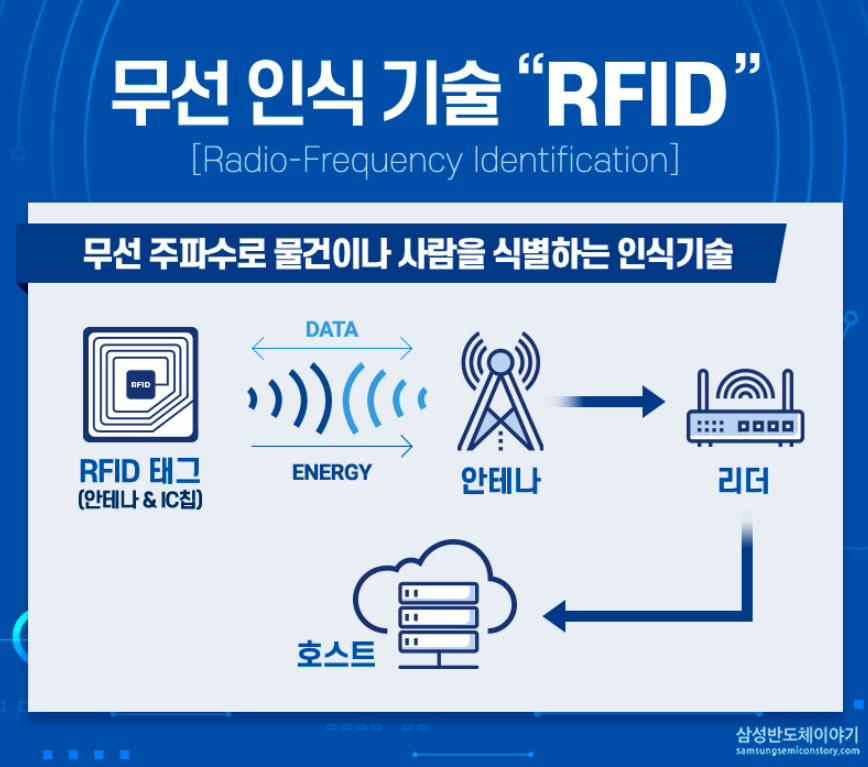 무선 인식 기술 “RFID”
[Radio-Frequency Identification]
무선 주파수로 물건이나 사람을 식별하는 인식기술
DATA
RFID
ENERGY
RFID 태그
(안테나 & IC칩)
안테나
리더
호스트
삼성반도체이야기
samsungsemiconstory.com